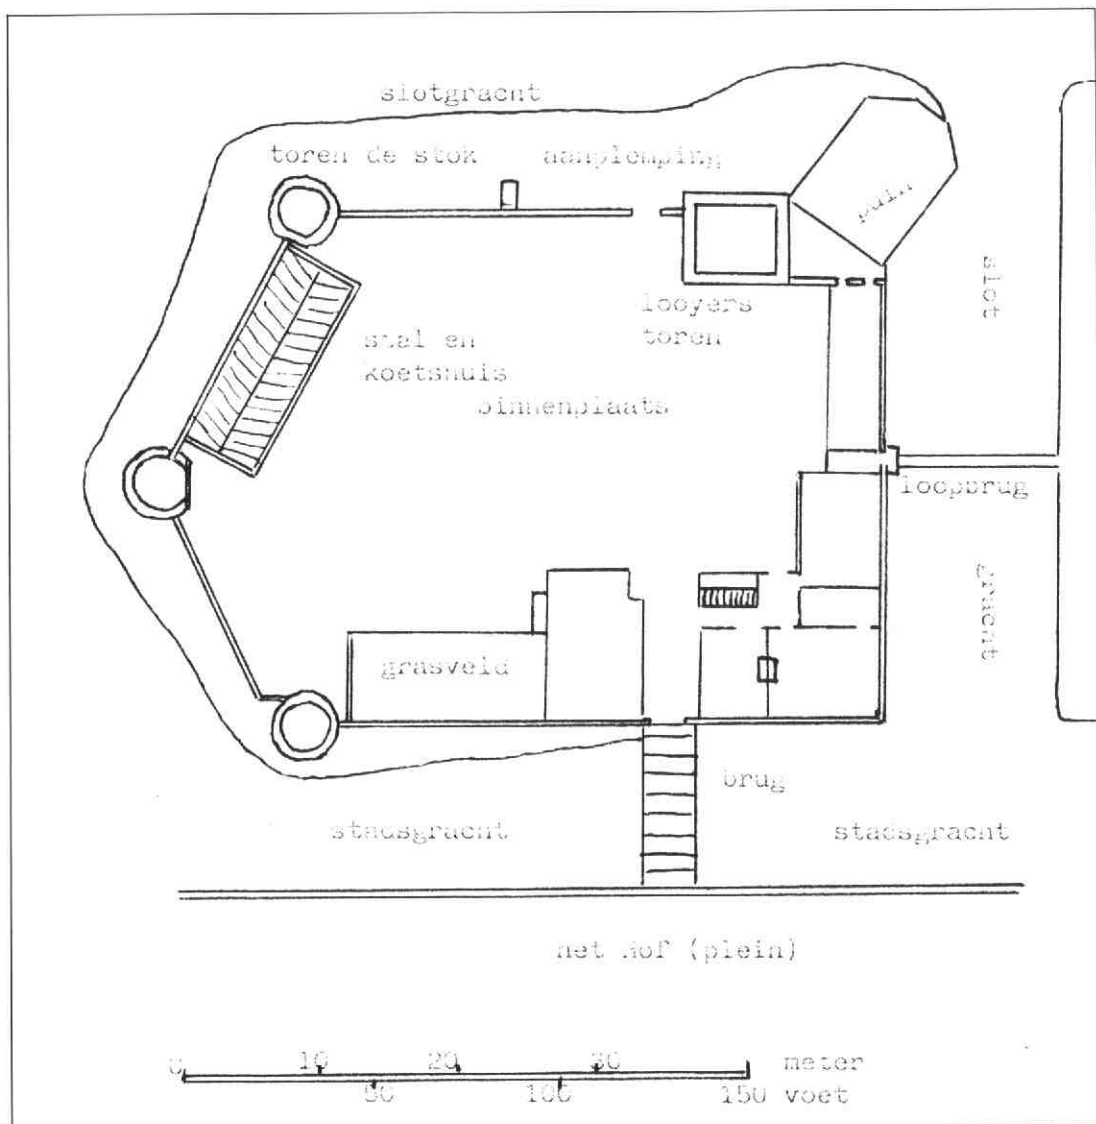 slotgracht
toren de stok
aanplemping
puin
looyers
toren
slot
stal en
koetshuis
binnenplaats
loopbrug
gracht
grasveld
brug
stadsgracht
stadsgracht
het Hof (plein)
0 10 20 30 meter
50 100 150 voet